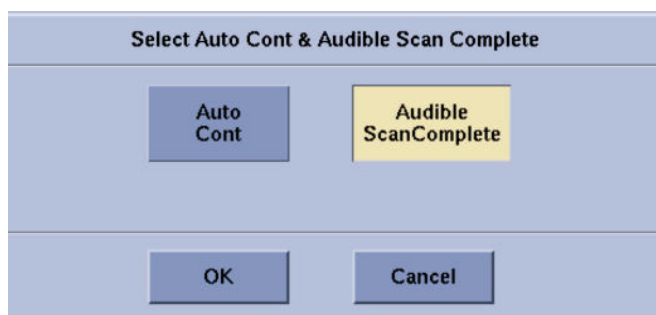 Select Auto Cont & Audible Scan Complete
Auto
Cont
Audible
ScanComplete
OK
Cancel